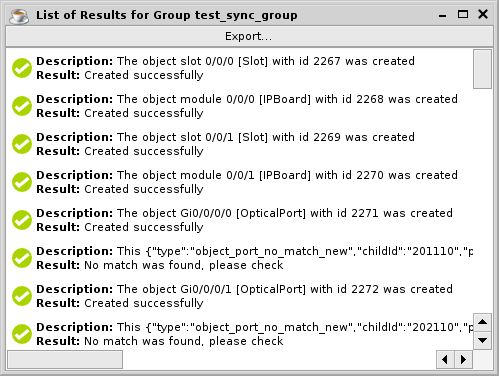 List of Results for Group test_sync_group
Export...
Description: The object slot 0/0/0 [Slot] with id 2267 was created
Result: Created successfully
Description: The object module 0/0/0 [IPBoard] with id 2268 was created
Result: Created successfully
Description: The object slot 0/0/1 [Slot] with id 2269 was created
Result: Created successfully
Description: The object module 0/0/1 [IPBoard] with id 2270 was created
Result: Created successfully
Description: The object Gi0/0/0/0 [OpticalPort] with id 2271 was created
Result: Created successfully
Description: This {"type":"object_port_no_match_new","childId":"201110","p
Result: No match was found, please check
Description: The object Gi0/0/0/1 [OpticalPort] with id 2272 was created
Result: Created successfully
Description: This {"type":"object_port_no_match_new","childId":"202110","p
Result: No match was found, please check